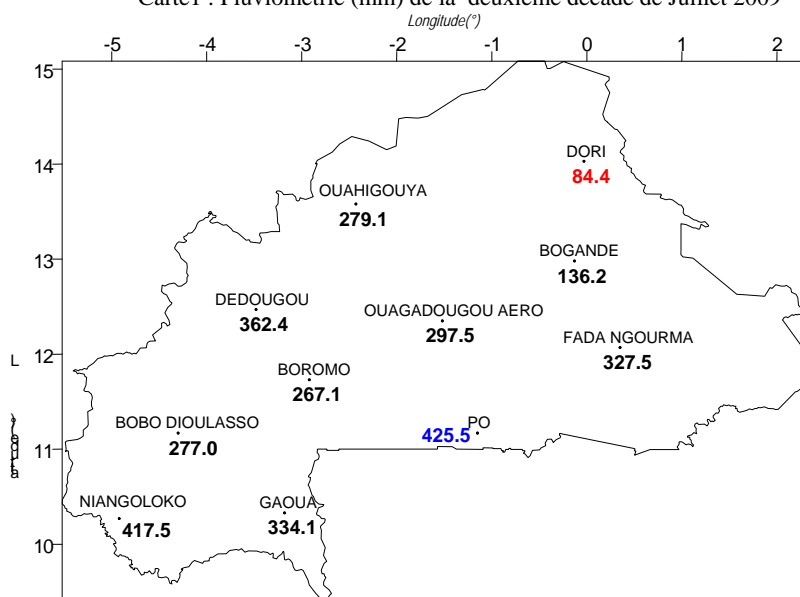 Carte1 : Pluviométrie (mm) de la deuxième décade de Juillet 2009
Longitude(°)
-5 -4 -3 -2 -1 0 1 2
15
14
13
12
11
10
DORI
84.4
OUAHIGOUYA
279.1
BOGANDE
136.2
DEDOUGOU
362.4
OUAGADOUGOU AERO
297.5
FADA NGOURMA
327.5
BOROMO
267.1
BOBO DIOULASSO
277.0
PO
425.5
NIANGOLOKO
417.5
GAOUA
334.1